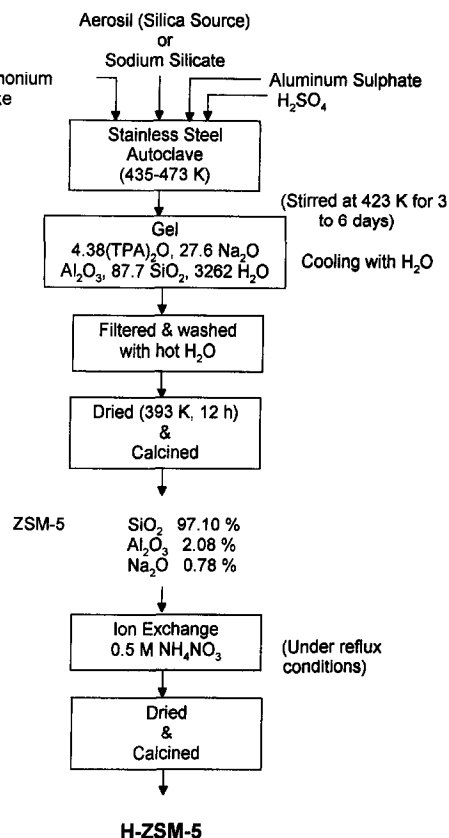 Aerosil (Silica Source)
or
Sodium Silicate
Aluminum Sulphate
H₂SO₄
Stainless Steel
Autoclave
(435-473 K)
(Stirred at 423 K for 3
to 6 days)
Gel
4.38(TPA)₂O, 27.6 Na₂O
Al₂O₃, 87.7 SiO₂, 3262 H₂O
Cooling with H₂O
Filtered & washed
with hot H₂O
Dried (393 K, 12 h)
&
Calcined
ZSM-5 SiO₂ 97.10 %
Al₂O₃ 2.08 %
Na₂O 0.78 %
Ion Exchange
0.5 M NH₄NO₃
(Under reflux
conditions)
Dried
&
Calcined
H-ZSM-5